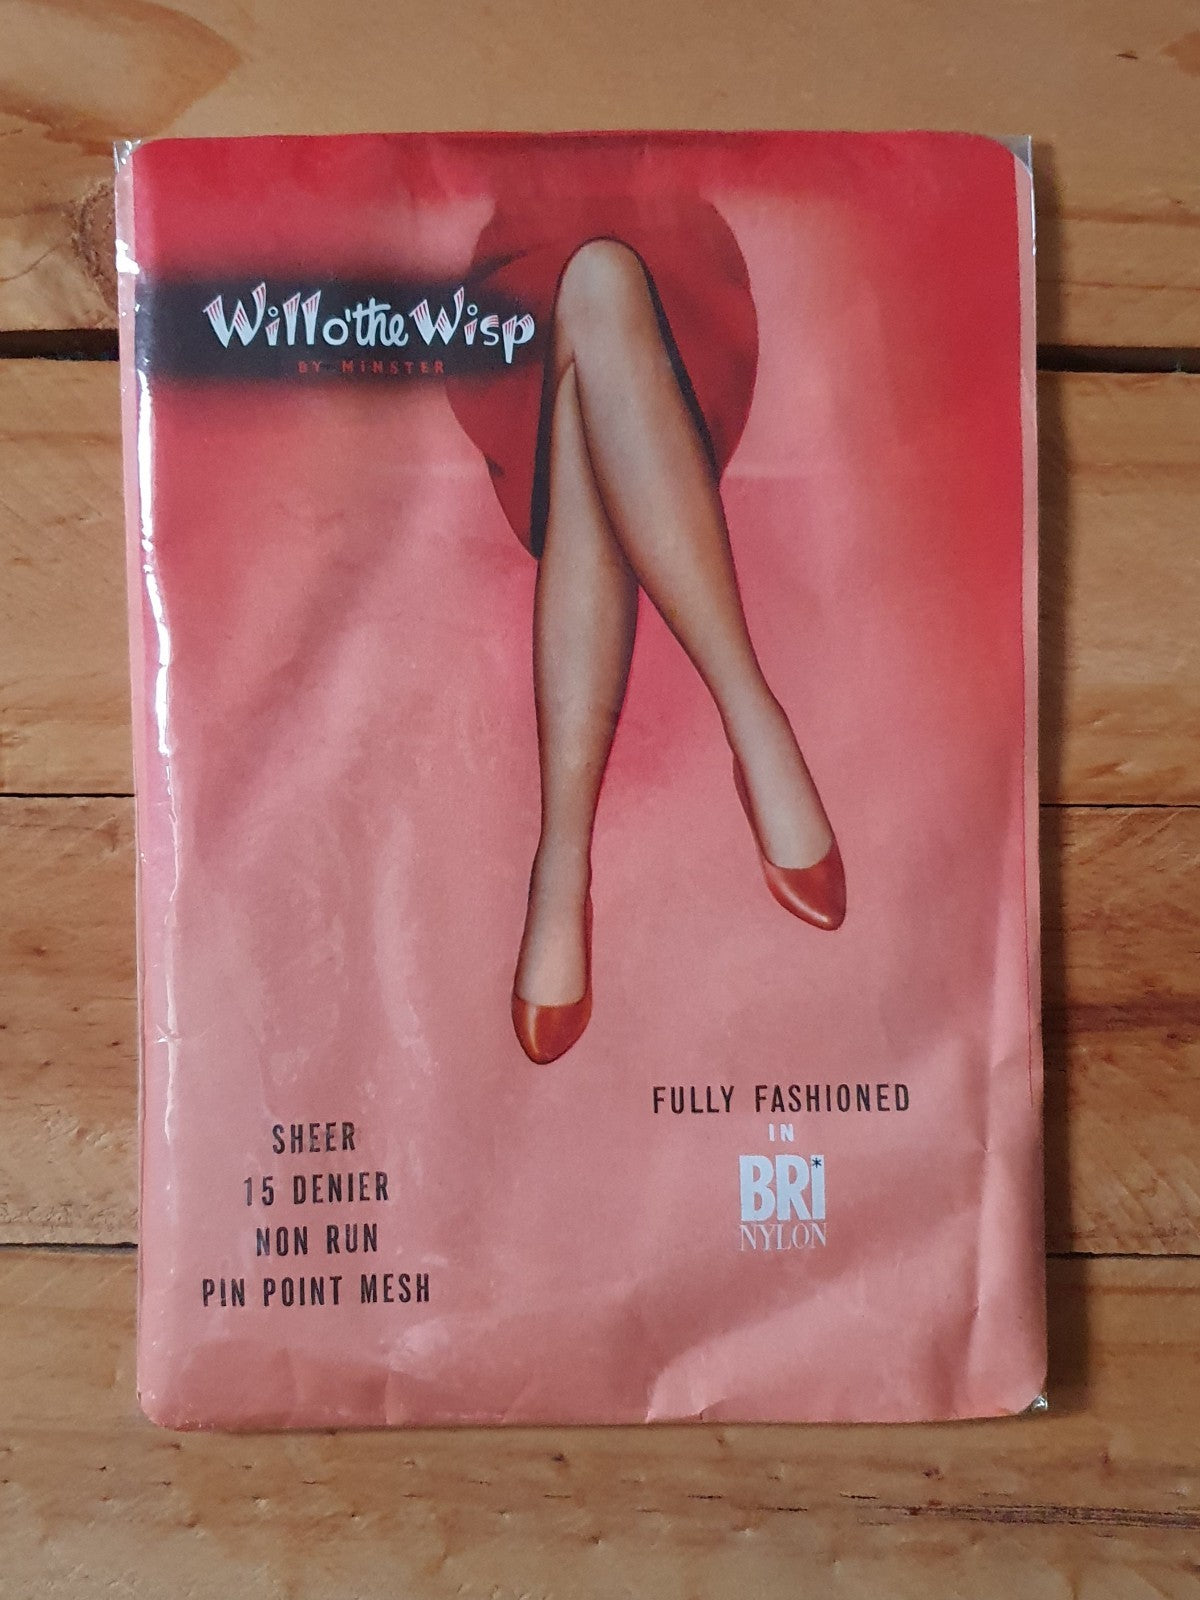 Will o' the Wisp
BY MINSTER
SHEER
15 DENIER
NON RUN
PIN POINT MESH
FULLY FASHIONED
IN
BRi*
NYLON